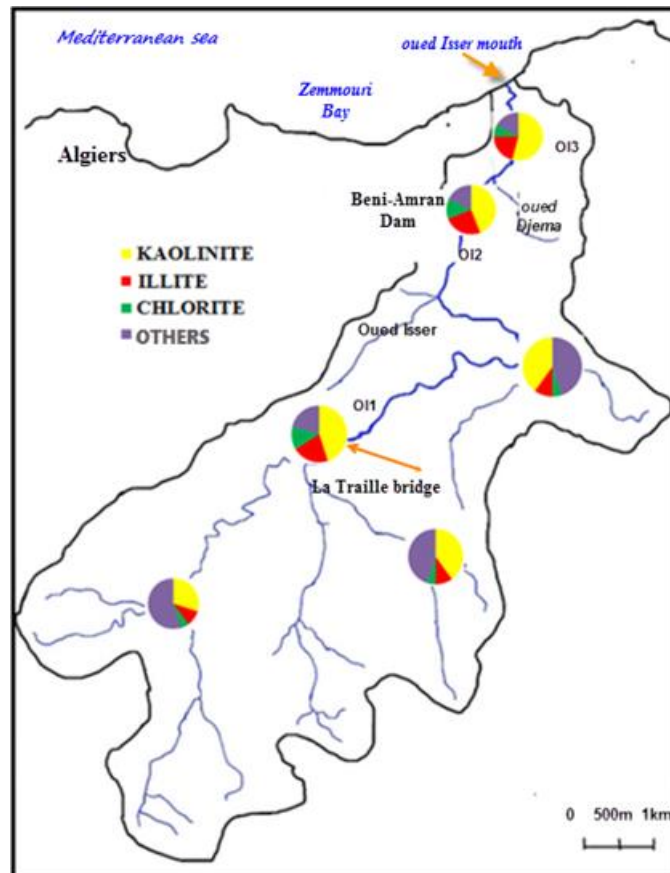 Mediterranean sea
oued Isser mouth
Zemmouri
Bay
Algiers
OI3
Beni-Amran
Dam
oued
Djema
OI2
KAOLINITE
ILLITE
CHLORITE
OTHERS
Oued Isser
OI1
La Traille bridge
0 500m 1km